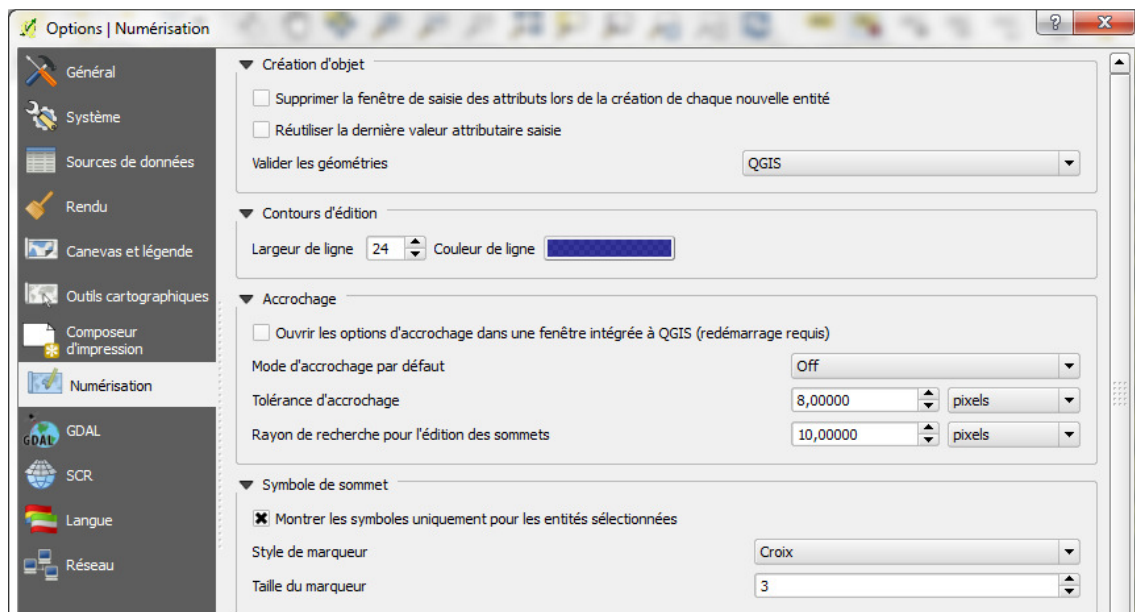 Options | Numérisation
Général
Système
Sources de données
Rendu
Canevas et légende
Outils cartographiques
Composeur
d'impression
Numérisation
GDAL
GDAL
SCR
Langue
Réseau
Création d'objet
Supprimer la fenêtre de saisie des attributs lors de la création de chaque nouvelle entité
Réutiliser la dernière valeur attributaire saisie
Valider les géométries QGIS
Contours d'édition
Largeur de ligne 24 Couleur de ligne
Accrochage
Ouvrir les options d'accrochage dans une fenêtre intégrée à QGIS (redémarrage requis)
Mode d'accrochage par défaut Off
Tolérance d'accrochage 8,00000 pixels
Rayon de recherche pour l'édition des sommets 10,00000 pixels
Symbole de sommet
Montrer les symboles uniquement pour les entités sélectionnées
Style de marqueur Croix
Taille du marqueur 3